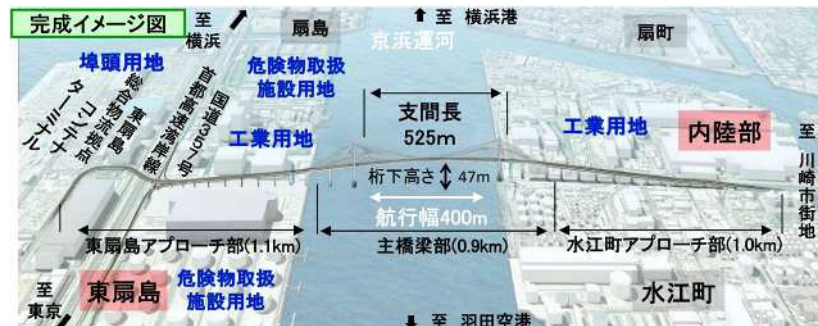 完成イメージ図
至
横浜
扇島
至 横浜港
京浜運河
扇町
埠頭用地
危険物取扱
施設用地
国道357号
首都高速湾岸線
東扇島
総合物流拠点
コンテナ
ターミナル
工業用地
支間長
525m
工業用地
内陸部
至 川崎市街地
桁下高さ 47m
航行幅400m
東扇島アプローチ部(1.1km)
主橋梁部(0.9km)
水江町アプローチ部(1.0km)
至
東京
東扇島
危険物取扱
施設用地
水江町
至 羽田空港